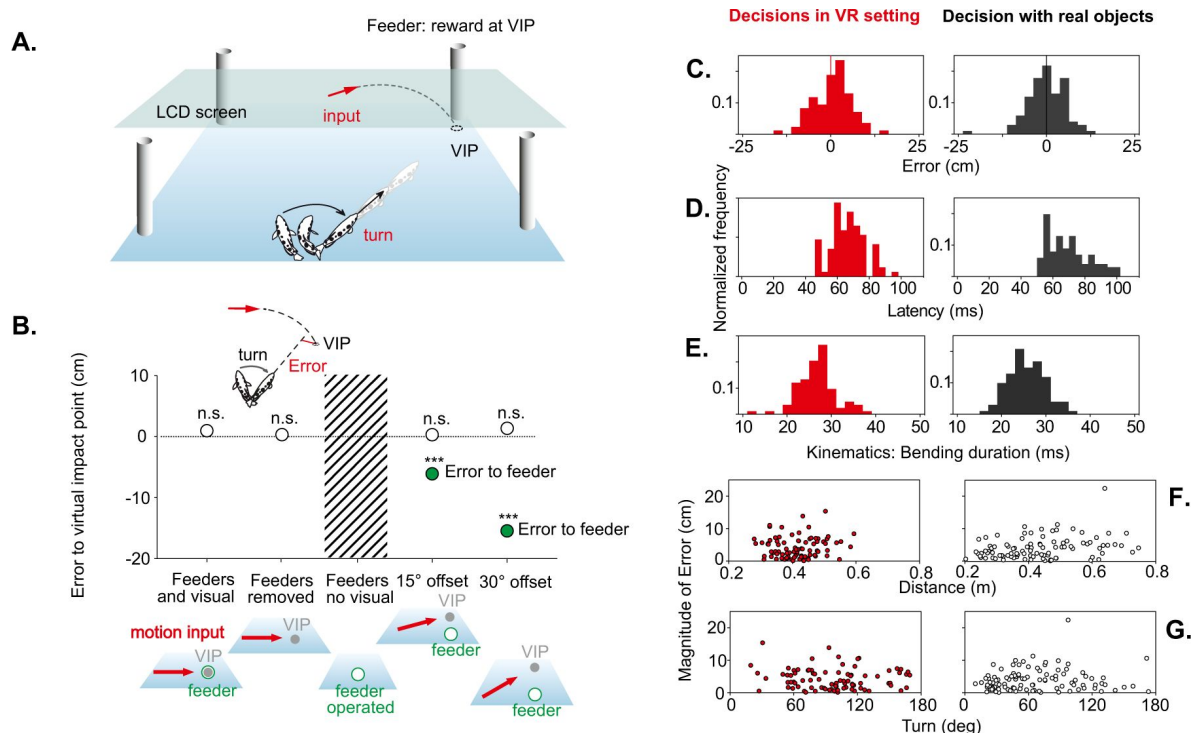 A.
Feeder: reward at VIP
LCD screen
input
VIP
turn
B.
turn
VIP
Error
Error to virtual impact point (cm)
10
0
-10
-20
n.s.
n.s.
n.s.
n.s.
***
Error to feeder
***
Error to feeder
Feeders and visual
Feeders removed
Feeders no visual
15° offset
30° offset
motion input
VIP
feeder
VIP
feeder operated
VIP
feeder
VIP
feeder
Decisions in VR setting
Decision with real objects
C.
0.1
0.1
-25
0
25
-25
0
25
Error (cm)
Normalized frequency
D.
0.1
0
20
40
60
80
100
0
20
40
60
80
100
Latency (ms)
E.
0.1
0.1
10
20
30
40
50
10
20
30
40
50
Kinematics: Bending duration (ms)
F.
Magnitude of Error (cm)
20
10
0
0.2
0.4
0.6
0.8
0.2
0.4
0.6
0.8
Distance (m)
G.
20
10
0
0
60
120
180
0
60
120
180
Turn (deg)